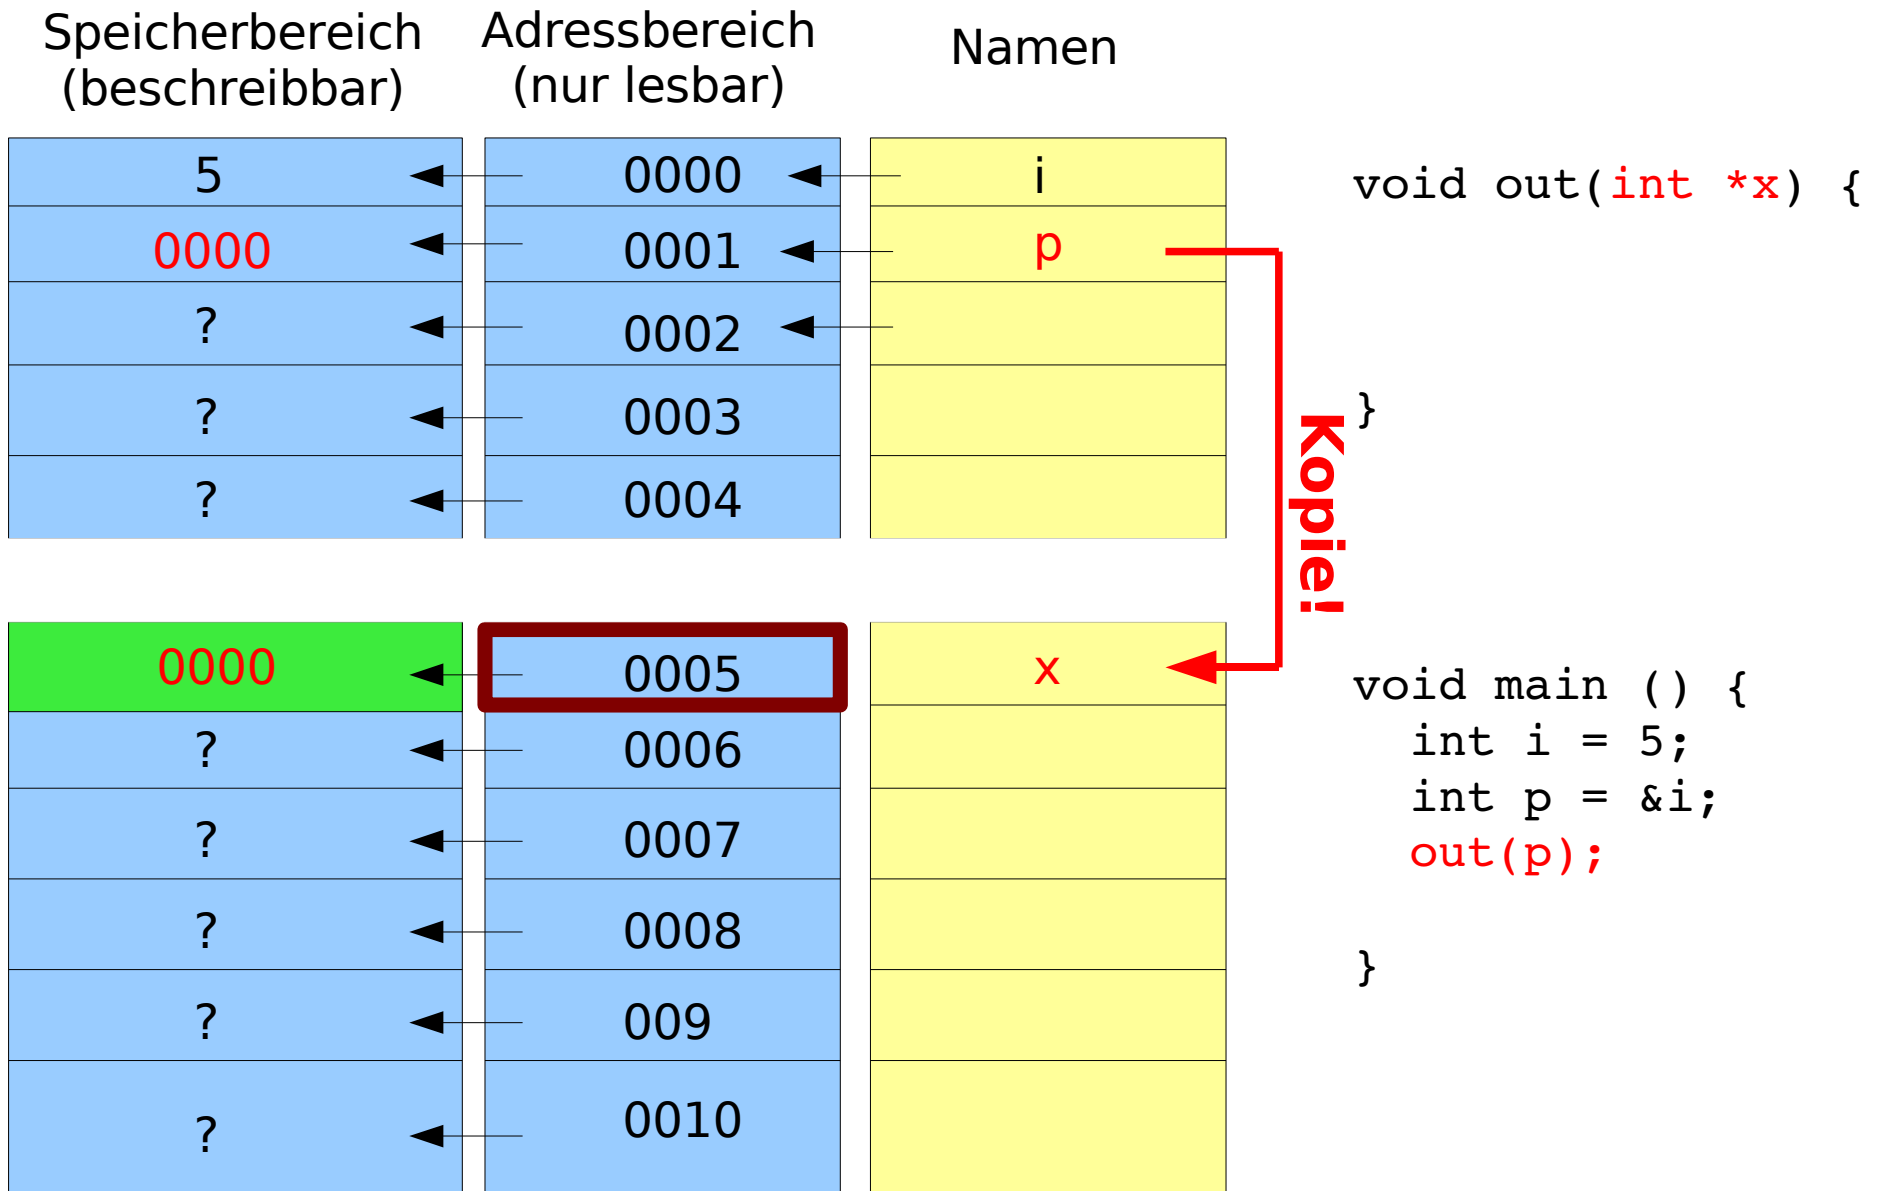 Speicherbereich
(beschreibbar)
Adressbereich
(nur lesbar)
Namen
5
0000
i
0000
0001
p
?
0002
?
0003
?
0004
void out(int *x) {
}
Kopie!
0000
0005
x
?
0006
?
0007
?
0008
?
009
?
0010
void main () {
int i = 5;
int p = &i;
out(p);
}